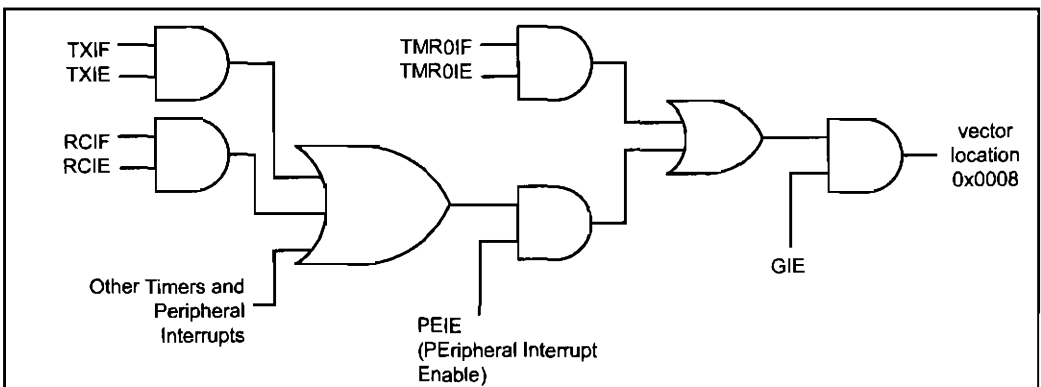 TXIF
TXIE
RCIF
RCIE
Other Timers and
Peripheral
Interrupts
TMR0IF
TMR0IE
PEIE
(PEripheral Interrupt
Enable)
GIE
vector
location
0x0008